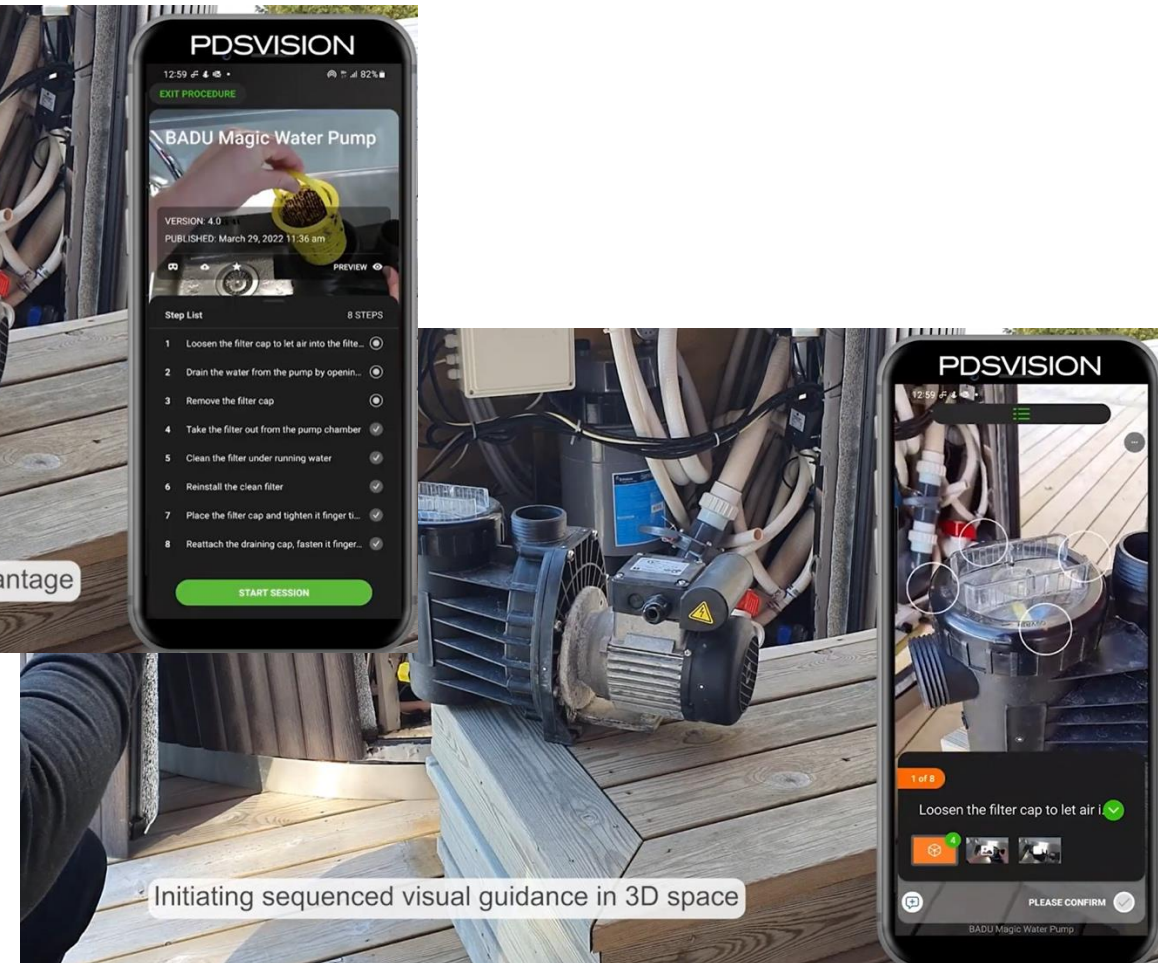 PDSVISION
12:59
82%
EXIT PROCEDURE
BADU Magic Water Pump
VERSION: 4.0
PUBLISHED: March 29, 2022 11:36 am
PREVIEW
Step List 8 STEPS
1 Loosen the filter cap to let air into the filte...
2 Drain the water from the pump by openin...
3 Remove the filter cap
4 Take the filter out from the pump chamber
5 Clean the filter under running water
6 Reinstall the clean filter
7 Place the filter cap and tighten it finger ti...
8 Reattach the draining cap, fasten it finger...
START SESSION
antage
PDSVISION
12:59
1 of 8
Loosen the filter cap to let air i...
4
PLEASE CONFIRM
BADU Magic Water Pump
Initiating sequenced visual guidance in 3D space